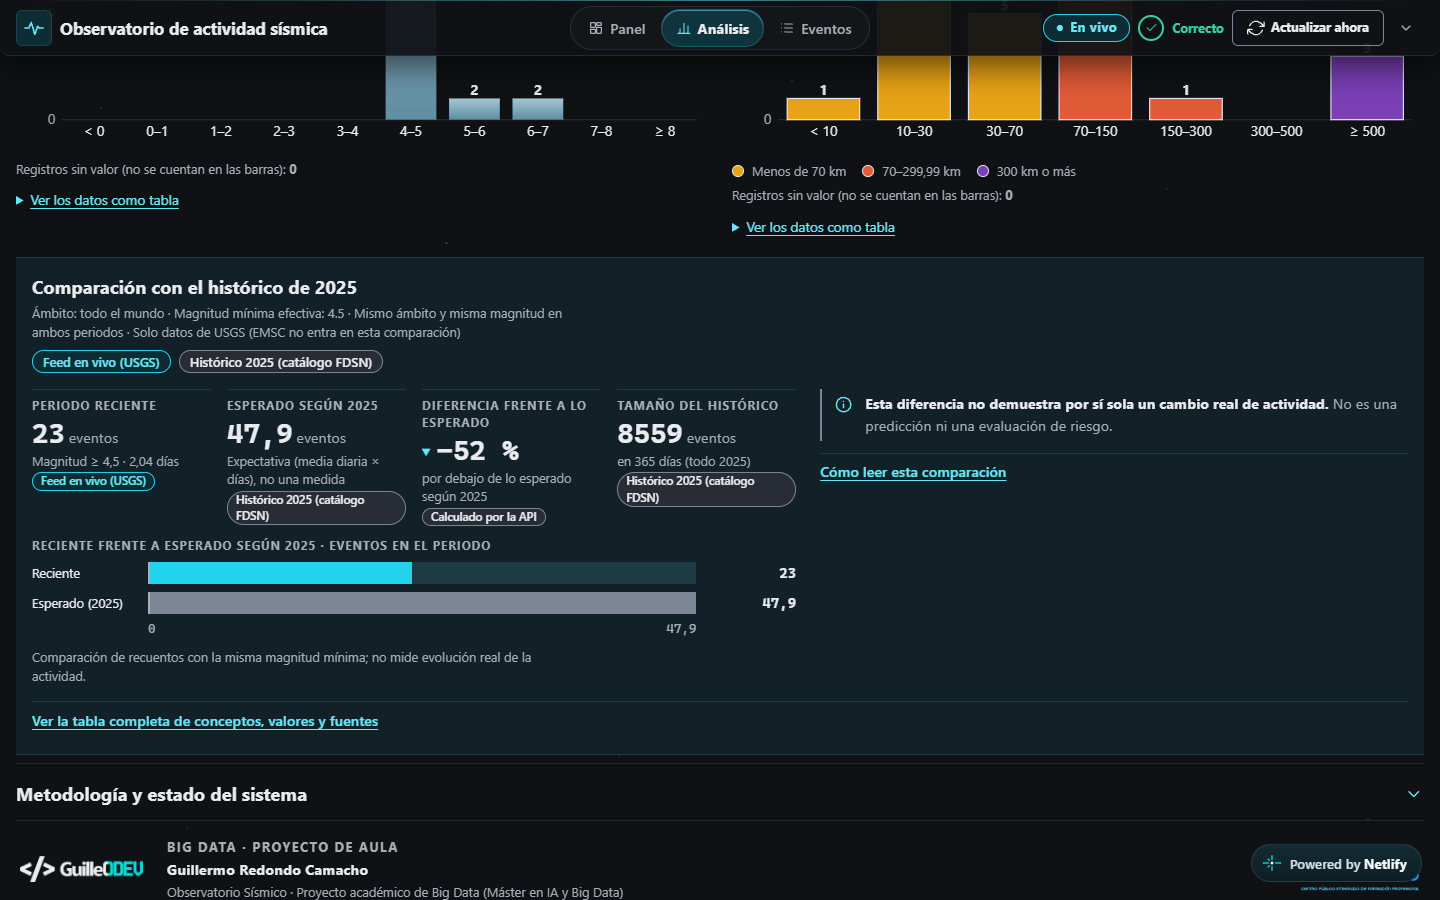 Observatorio de actividad sísmica
Panel
Análisis
Eventos
En vivo
Correcto
Actualizar ahora
0
2
2
< 0
0–1
1–2
2–3
3–4
4–5
5–6
6–7
7–8
≥ 8
Registros sin valor (no se cuentan en las barras): 0
Ver los datos como tabla
0
1
1
< 10
10–30
30–70
70–150
150–300
300–500
≥ 500
Menos de 70 km
70–299,99 km
300 km o más
Registros sin valor (no se cuentan en las barras): 0
Ver los datos como tabla
Comparación con el histórico de 2025
Ámbito: todo el mundo · Magnitud mínima efectiva: 4.5 · Mismo ámbito y misma magnitud en
ambos periodos · Solo datos de USGS (EMSC no entra en esta comparación)
Feed en vivo (USGS)
Histórico 2025 (catálogo FDSN)
PERIODO RECIENTE
23 eventos
Magnitud ≥ 4,5 · 2,04 días
Feed en vivo (USGS)
ESPERADO SEGÚN 2025
47,9 eventos
Expectativa (media diaria ×
días), no una medida
Histórico 2025 (catálogo
FDSN)
DIFERENCIA FRENTE A LO
ESPERADO
▼ −52 %
por debajo de lo esperado
según 2025
Calculado por la API
TAMAÑO DEL HISTÓRICO
8559 eventos
en 365 días (todo 2025)
Histórico 2025 (catálogo
FDSN)
Esta diferencia no demuestra por sí sola un cambio real de actividad. No es una
predicción ni una evaluación de riesgo.
Cómo leer esta comparación
RECIENTE FRENTE A ESPERADO SEGÚN 2025 · EVENTOS EN EL PERIODO
Reciente
23
Esperado (2025)
47,9
0
47,9
Comparación de recuentos con la misma magnitud mínima; no mide evolución real de la
actividad.
Ver la tabla completa de conceptos, valores y fuentes
Metodología y estado del sistema
</> GuilleDDEV
BIG DATA · PROYECTO DE AULA
Guillermo Redondo Camacho
Observatorio Sísmico · Proyecto académico de Big Data (Máster en IA y Big Data)
Powered by Netlify